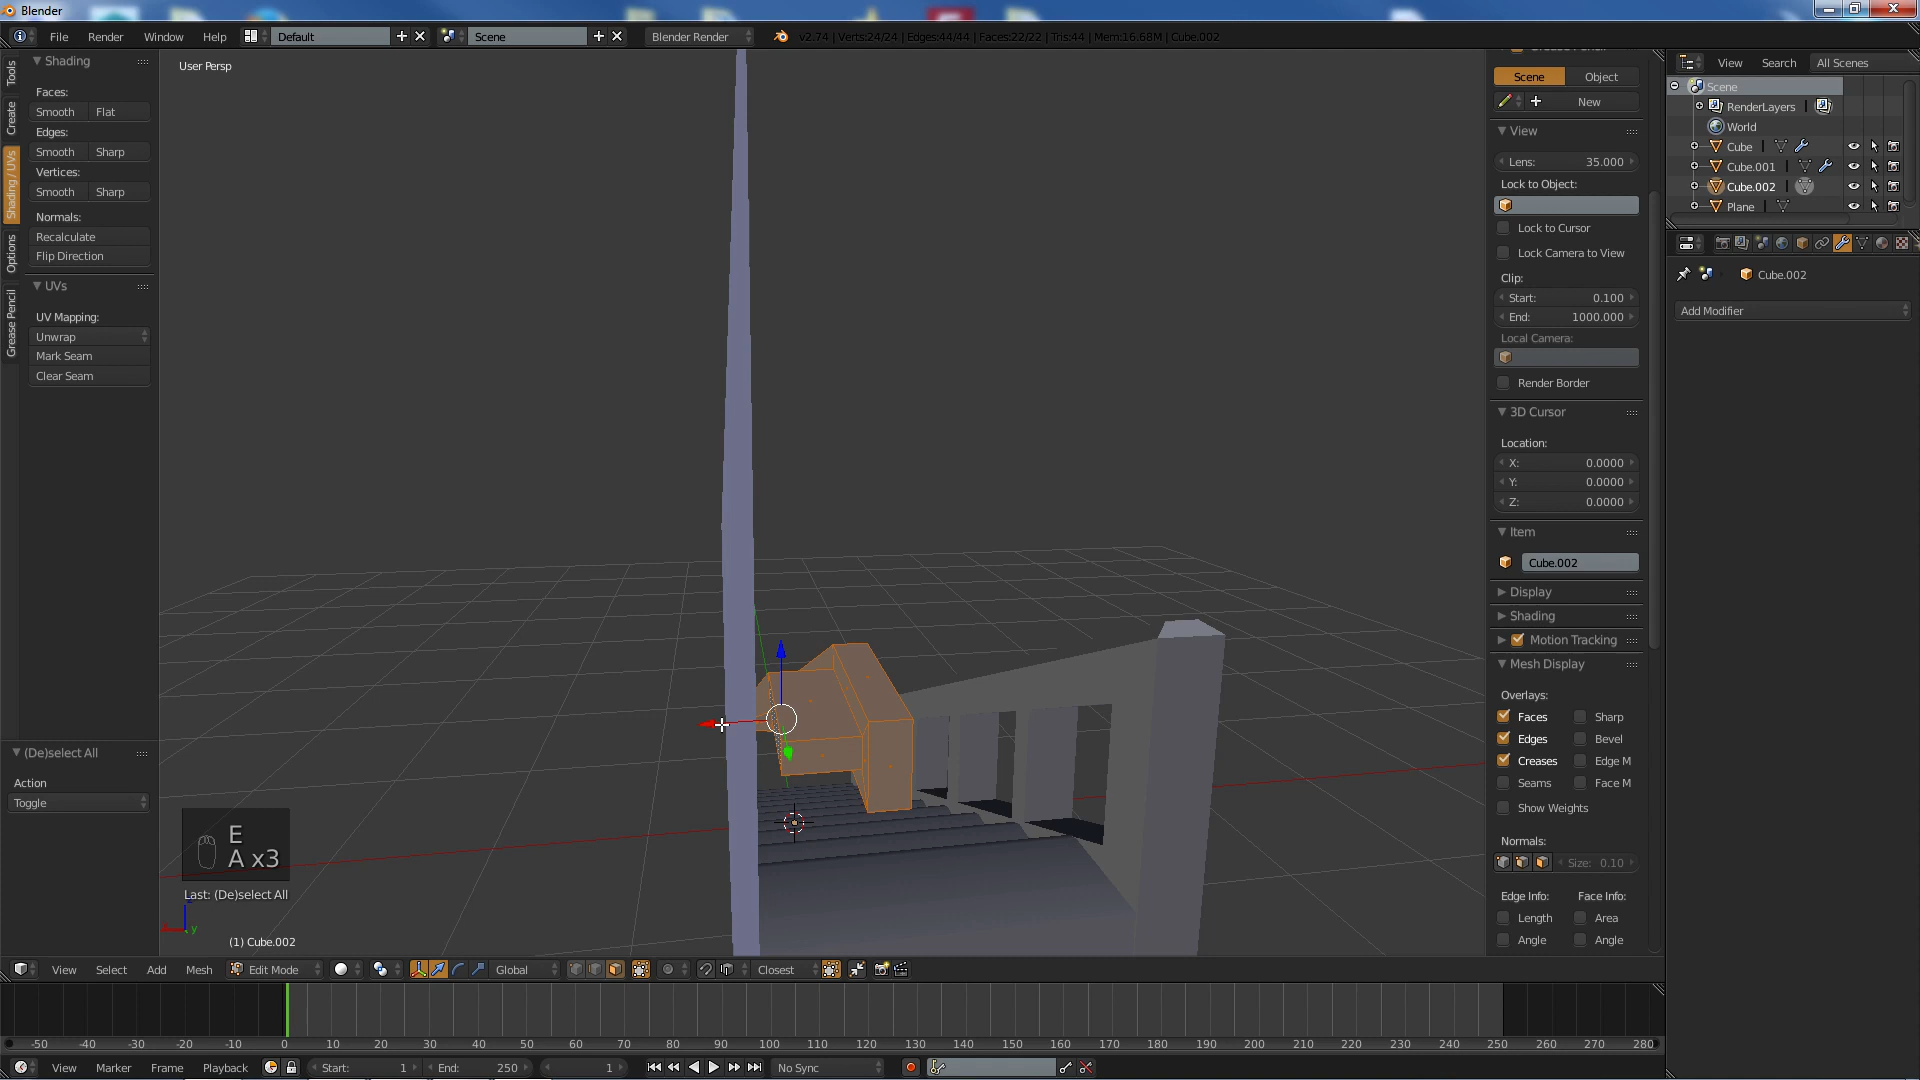 Blender
File Render Window Help Default Scene Blender Render v2.74 | Verts:24/24 | Edges:44/44 | Faces:22/22 | Tris:44 | Mem:16.68M | Cube.002
Tools
Create
Shading / UVs
Options
Grease Pencil
Shading
Faces:
Smooth Flat
Edges:
Smooth Sharp
Vertices:
Smooth Sharp
Normals:
Recalculate
Flip Direction
UVs
UV Mapping:
Unwrap
Mark Seam
Clear Seam
(De)select All
Action
Toggle
User Persp
E
A x3
Last: (De)select All
y
(1) Cube.002
Scene Object
New
View
Lens: 35.000
Lock to Object:
Lock to Cursor
Lock Camera to View
Clip:
Start: 0.100
End: 1000.000
Local Camera:
Render Border
3D Cursor
Location:
X: 0.0000
Y: 0.0000
Z: 0.0000
Item
Cube.002
Display
Shading
Motion Tracking
Mesh Display
Overlays:
Faces Sharp
Edges Bevel
Creases Edge M
Seams Face M
Show Weights
Normals:
Size: 0.10
Edge Info: Face Info:
Length Area
Angle Angle
View Search All Scenes
Scene
RenderLayers |
World
Cube |
Cube.001 |
Cube.002 |
Plane |
Cube.002
Add Modifier
View Select Add Mesh Edit Mode Global Closest
-50 -40 -30 -20 -10 0 10 20 30 40 50 60 70 80 90 100 110 120 130 140 150 160 170 180 190 200 210 220 230 240 250 260 270 280
View Marker Frame Playback Start: 1 End: 250 1 No Sync